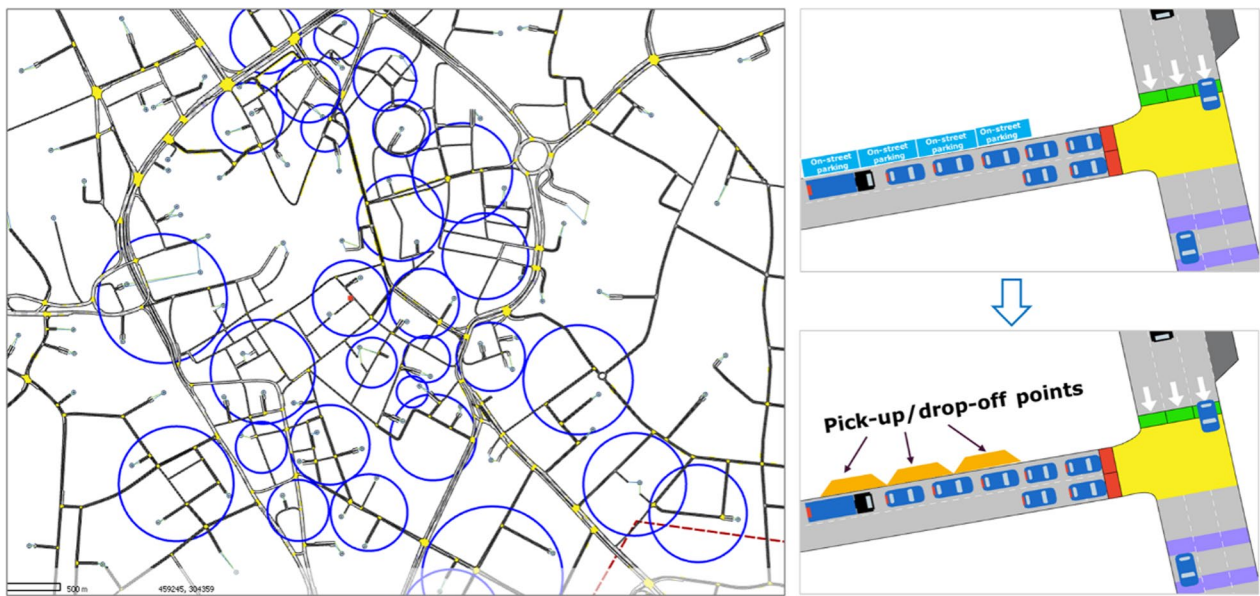 500 m 459245, 304359
On-street
parking
On-street
parking
On-street
parking
On-street
parking
Pick-up/drop-off points